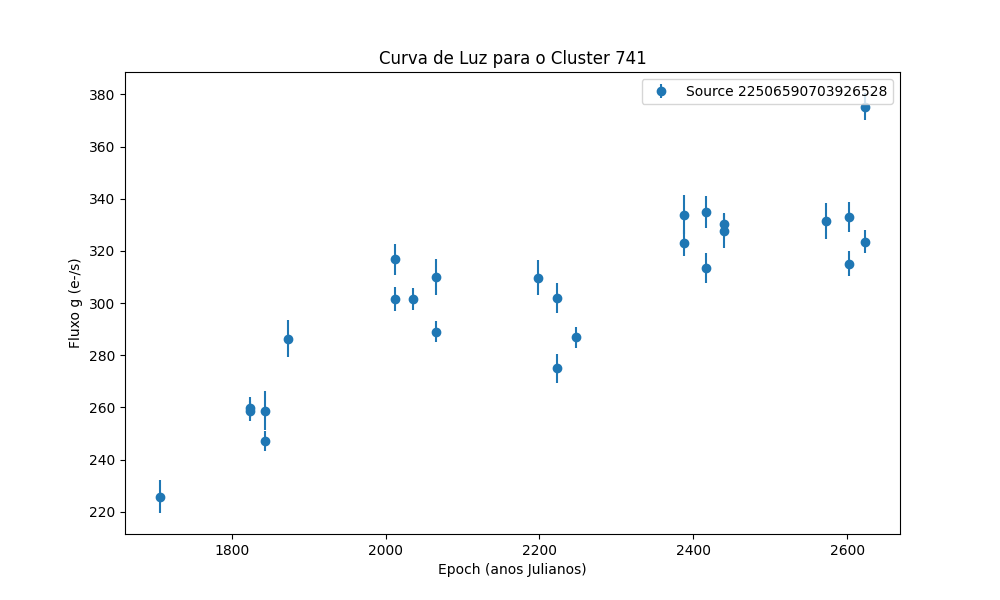 Curva de Luz para o Cluster 741
Source 22506590703926528
Fluxo g (e-/s)
380
360
340
320
300
280
260
240
220
1800 2000 2200 2400 2600
Epoch (anos Julianos)